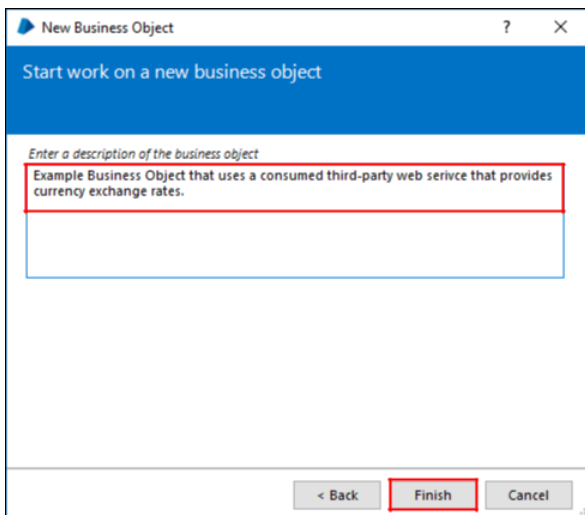 New Business Object ?
Start work on a new business object
Enter a description of the business object
Example Business Object that uses a consumed third-party web serivce that provides
currency exchange rates.
< Back Finish Cancel